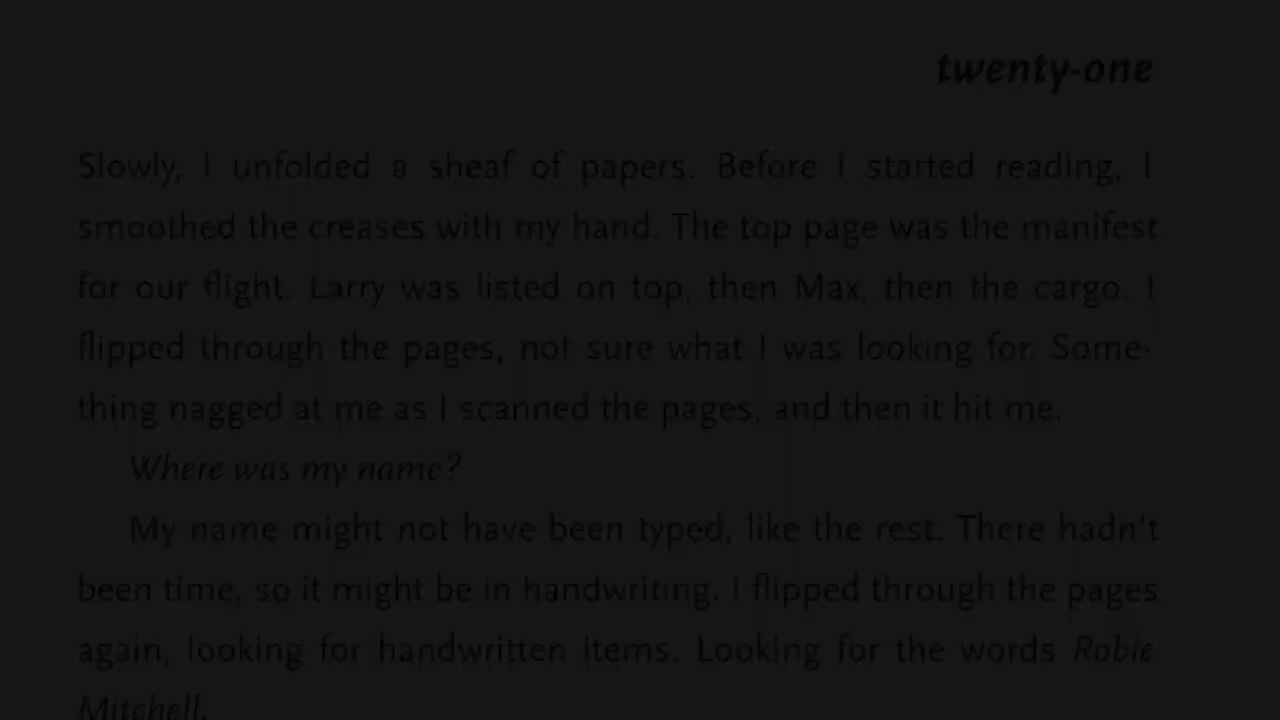 twenty-one
Slowly, I unfolded a sheaf of papers. Before I started reading, I
smoothed the creases with my hand. The top page was the manifest
for our flight. Larry was listed on top, then Max, then the cargo. I
flipped through the pages, not sure what I was looking for. Some-
thing nagged at me as I scanned the pages, and then it hit me.
Where was my name?
My name might not have been typed, like the rest. There hadn't
been time, so it might be in handwriting. I flipped through the pages
again, looking for handwritten items. Looking for the words Robie
Mitchell.